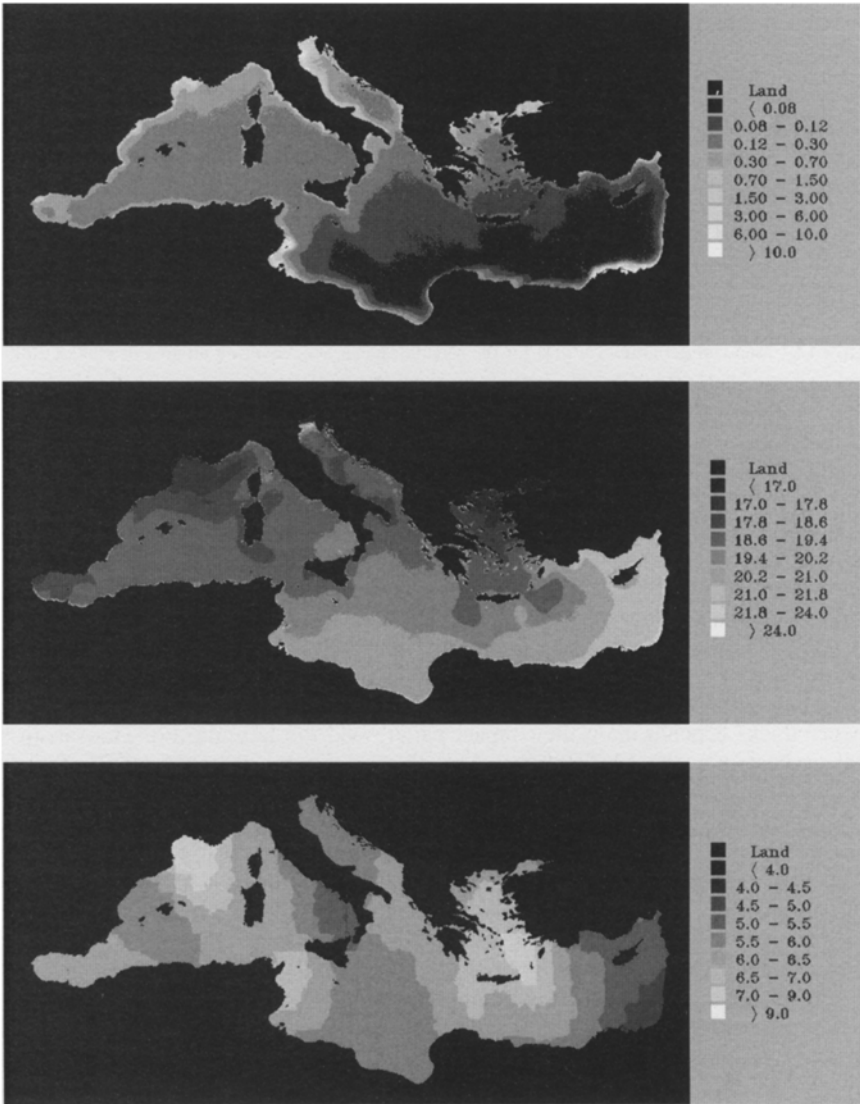 Land
⟨ 0.08
0.08 - 0.12
0.12 - 0.30
0.30 - 0.70
0.70 - 1.50
1.50 - 3.00
3.00 - 6.00
6.00 - 10.0
⟩ 10.0
Land
⟨ 17.0
17.0 - 17.8
17.8 - 18.6
18.6 - 19.4
19.4 - 20.2
20.2 - 21.0
21.0 - 21.8
21.8 - 24.0
⟩ 24.0
Land
⟨ 4.0
4.0 - 4.5
4.5 - 5.0
5.0 - 5.5
5.5 - 6.0
6.0 - 6.5
6.5 - 7.0
7.0 - 9.0
⟩ 9.0